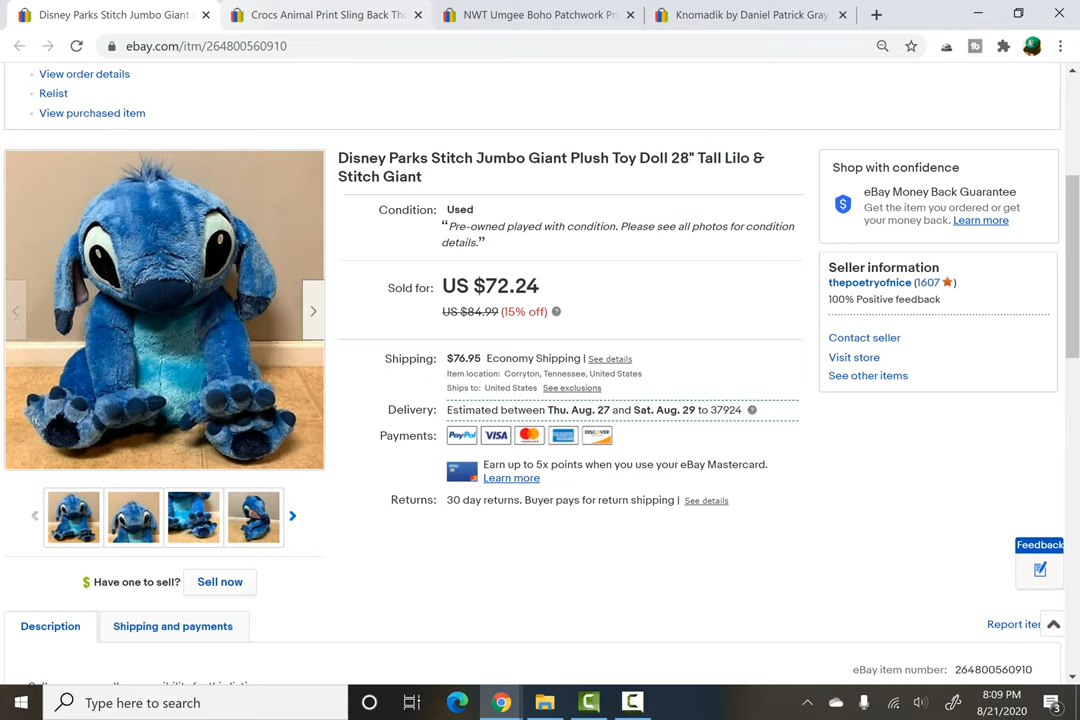 Disney Parks Stitch Jumbo Giant
Crocs Animal Print Sling Back Th
NWT Umgee Boho Patchwork Pri
Knomadik by Daniel Patrick Gray
ebay.com/itm/264800560910
View order details
Relist
View purchased item
Disney Parks Stitch Jumbo Giant Plush Toy Doll 28" Tall Lilo &
Stitch Giant
Condition: Used
“Pre-owned played with condition. Please see all photos for condition
details.”
Sold for: US $72.24
US $84.99 (15% off)
Shipping: $76.95 Economy Shipping | See details
Item location: Corryton, Tennessee, United States
Ships to: United States See exclusions
Delivery: Estimated between Thu. Aug. 27 and Sat. Aug. 29 to 37924
Payments: PayPal VISA
Earn up to 5x points when you use your eBay Mastercard.
Learn more
Returns: 30 day returns. Buyer pays for return shipping | See details
Shop with confidence
eBay Money Back Guarantee
Get the item you ordered or get
your money back. Learn more
Seller information
thepoetryofnice (1607)
100% Positive feedback
Contact seller
Visit store
See other items
Have one to sell? Sell now
Feedback
Description
Shipping and payments
Report iter
eBay item number: 264800560910
Type here to search
8:09 PM
8/21/2020
3